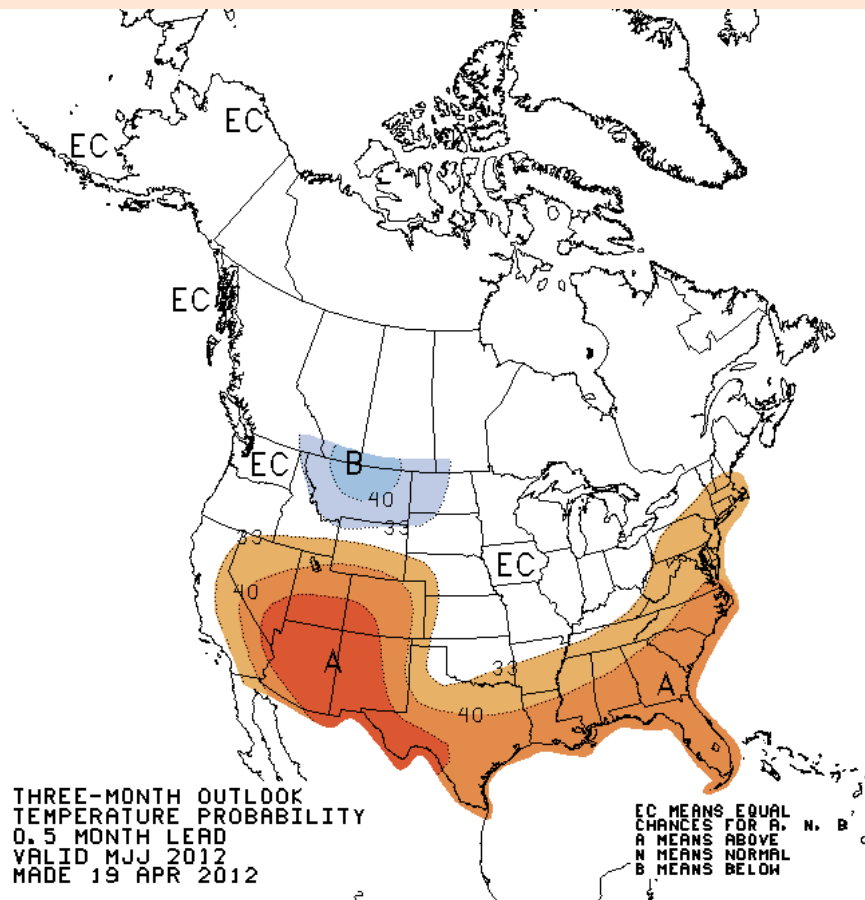 EC
EC
EC
EC
B
40
33
33
40
EC
A
33
40
A
THREE-MONTH OUTLOOK
TEMPERATURE PROBABILITY
0.5 MONTH LEAD
VALID MJJ 2012
MADE 19 APR 2012
EC MEANS EQUAL
CHANCES FOR A, N, B
A MEANS ABOVE
N MEANS NORMAL
B MEANS BELOW